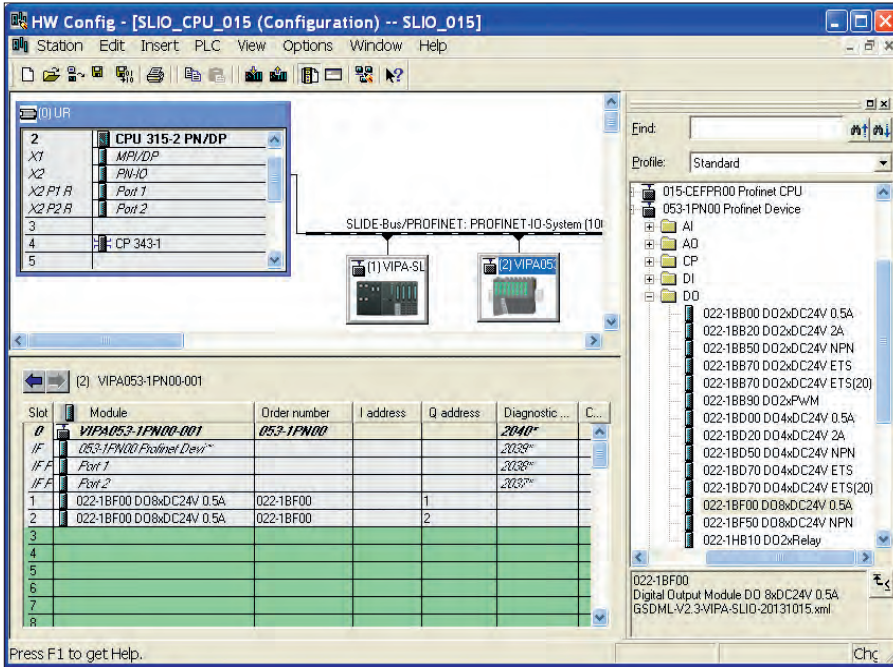 HW Config - [SLIO_CPU_015 (Configuration) -- SLIO_015]
Station Edit Insert PLC View Options Window Help
(0) UR
2 CPU 315-2 PN/DP
X1 MPI/DP
X2 PN-IO
X2 P1 R Port 1
X2 P2 R Port 2
3
4 CP 343-1
5
SLIDE-Bus/PROFINET: PROFINET-IO-System (10
(1) VIPA-SL
(2) VIPA05
Find:
Profile: Standard
015-CEFPR00 Profinet CPU
053-1PN00 Profinet Device
AI
AO
CP
DI
DO
022-1BB00 DO2xDC24V 0.5A
022-1BB20 DO2xDC24V 2A
022-1BB50 DO2xDC24V NPN
022-1BB70 DO2xDC24V ETS
022-1BB70 DO2xDC24V ETS(20)
022-1BB90 DO2xPWM
022-1BD00 DO4xDC24V 0.5A
022-1BD20 DO4xDC24V 2A
022-1BD50 DO4xDC24V NPN
022-1BD70 DO4xDC24V ETS
022-1BD70 DO4xDC24V ETS(20)
022-1BF00 DO8xDC24V 0.5A
022-1BF50 DO8xDC24V NPN
022-1HB10 DO2xRelay
022-1BF00
Digital Output Module DO 8xDC24V 0.5A
GSDML-V2.3-VIPA-SLIO-20131015.xml
(2) VIPA053-1PN00-001
Slot Module Order number I address Q address Diagnostic ... C...
0 VIPA053-1PN00-001 053-1PN00 2040*
IF 053-1PN00 Profinet Devi* 2039*
IF F Port 1 2038*
IF F Port 2 2037*
1 022-1BF00 DO8xDC24V 0.5A 022-1BF00 1
2 022-1BF00 DO8xDC24V 0.5A 022-1BF00 2
3
4
5
6
7
8
Press F1 to get Help.
Chg